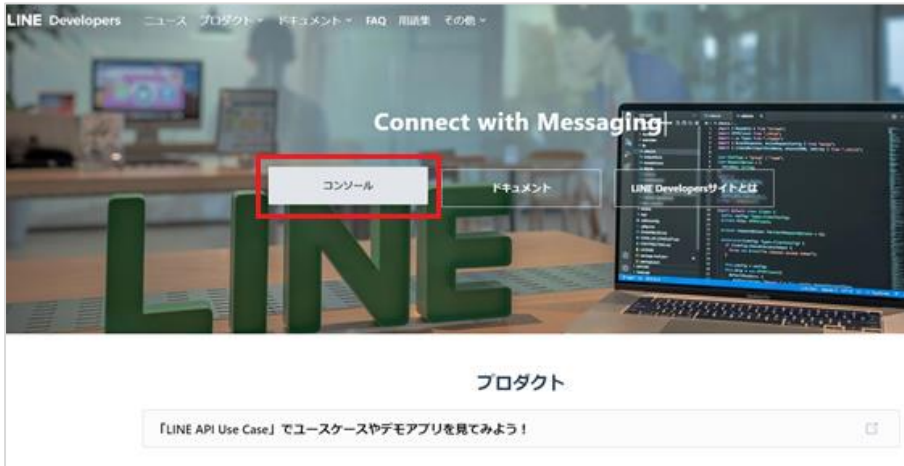 LINE Developers ニュース プロダクト ドキュメント FAQ 用語集 その他
Connect with Messaging
コンソール ドキュメント LINE Developersサイトとは
LINE
プロダクト
「LINE API Use Case」でユースケースやデモアプリを見てみよう！